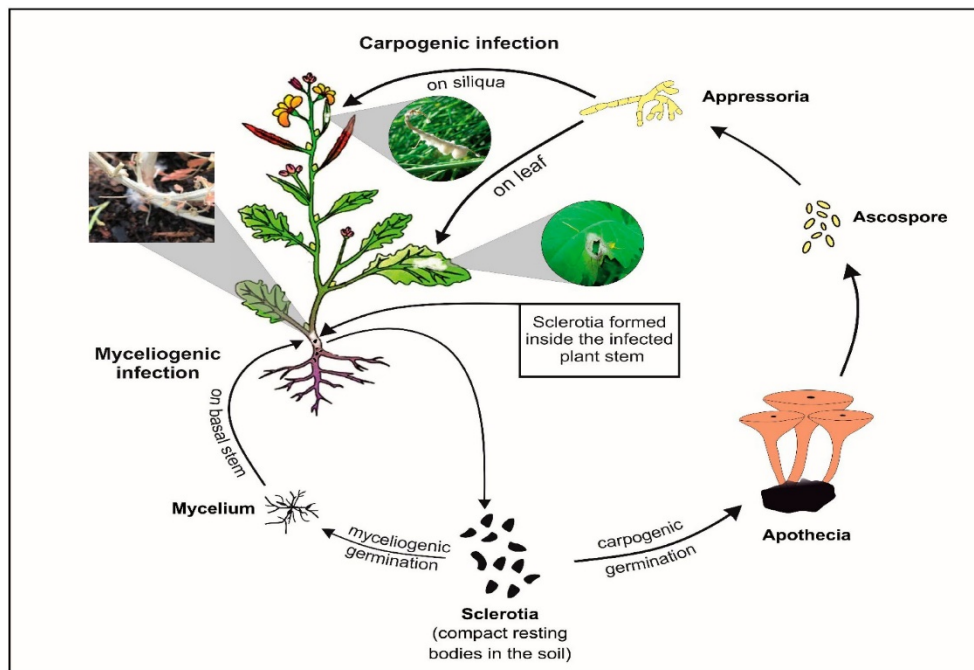 Carpogenic infection
on siliqua
Appressoria
on leaf
Ascospore
Sclerotia formed
inside the infected
plant stem
Myceliogenic
infection
on basal stem
Mycelium
myceliogenic
germination
carpogenic
germination
Apothecia
Sclerotia
(compact resting
bodies in the soil)